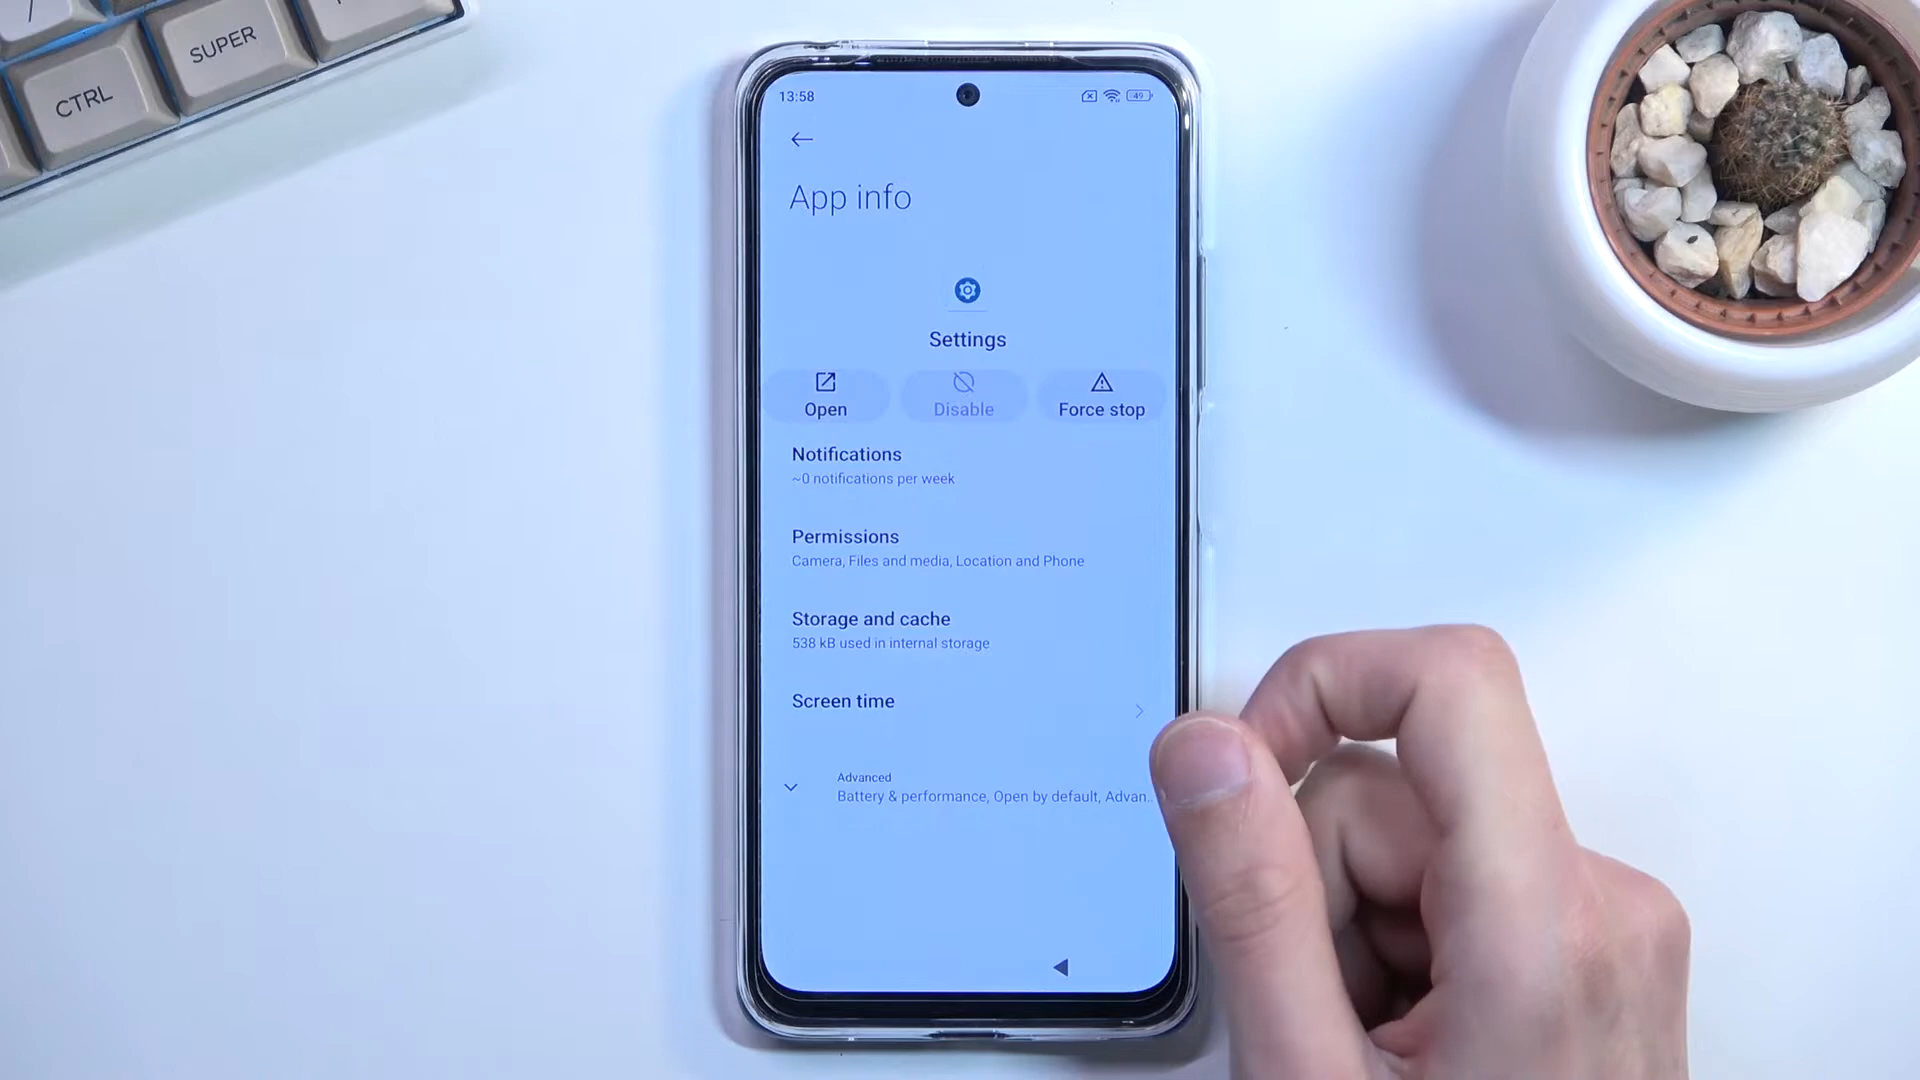 /
CTRL
SUPER
13:58
49
App info
Settings
Open
Disable
Force stop
Notifications
~0 notifications per week
Permissions
Camera, Files and media, Location and Phone
Storage and cache
538 kB used in internal storage
Screen time
Advanced
Battery & performance, Open by default, Advan..